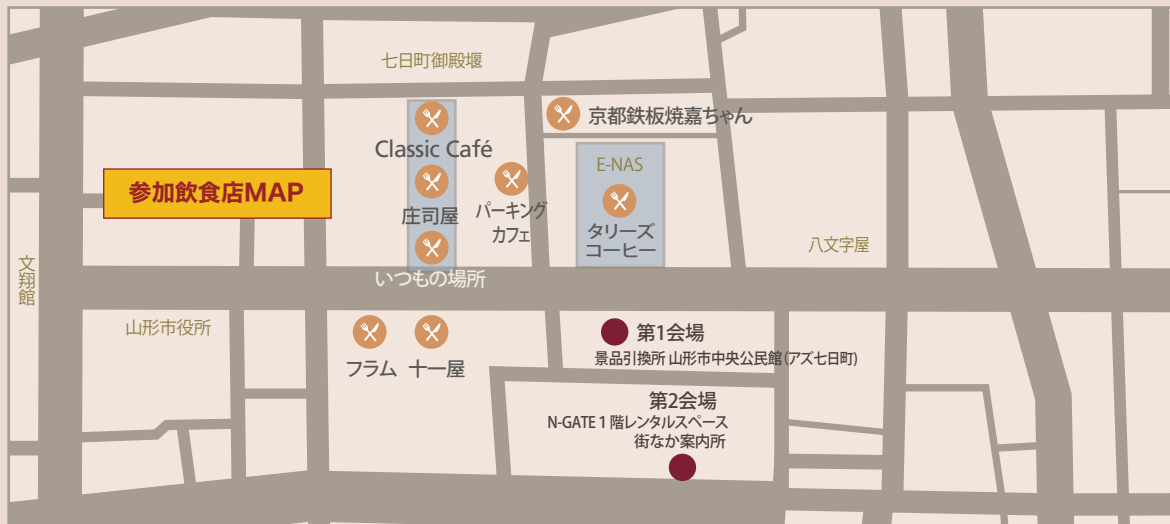 七日町御殿堰
京都鉄板焼嘉ちゃん
Classic Café
E-NAS
参加飲食店MAP
庄司屋
パーキング
カフェ
タリーズ
コーヒー
八文字屋
文翔館
いつもの場所
山形市役所
フラム
十一屋
第1会場
景品引換所 山形市中央公民館(アズ七日町)
第2会場
N-GATE 1 階レンタルスペース
街なか案内所